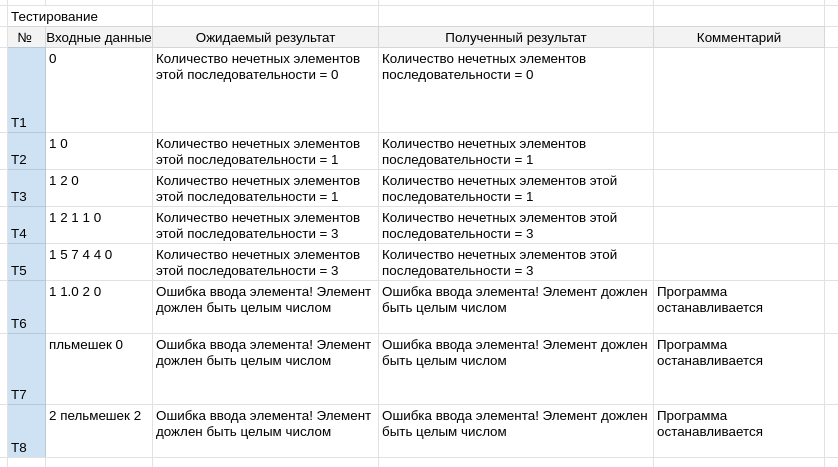 Тестирование
№ Входные данные Ожидаемый результат Полученный результат Комментарий
T1 0 Количество нечетных элементов этой последовательности = 0 Количество нечетных элементов последовательности = 0
T2 1 0 Количество нечетных элементов этой последовательности = 1 Количество нечетных элементов последовательности = 1
T3 1 2 0 Количество нечетных элементов этой последовательности = 1 Количество нечетных элементов этой последовательности = 1
T4 1 2 1 1 0 Количество нечетных элементов этой последовательности = 3 Количество нечетных элементов этой последовательности = 3
T5 1 5 7 4 4 0 Количество нечетных элементов этой последовательности = 3 Количество нечетных элементов этой последовательности = 3
T6 1 1.0 2 0 Ошибка ввода элемента! Элемент дожлен быть целым числом Ошибка ввода элемента! Элемент дожлен быть целым числом Программа останавливается
T7 пльмешек 0 Ошибка ввода элемента! Элемент дожлен быть целым числом Ошибка ввода элемента! Элемент дожлен быть целым числом Программа останавливается
T8 2 пельмешек 2 Ошибка ввода элемента! Элемент дожлен быть целым числом Ошибка ввода элемента! Элемент дожлен быть целым числом Программа останавливается